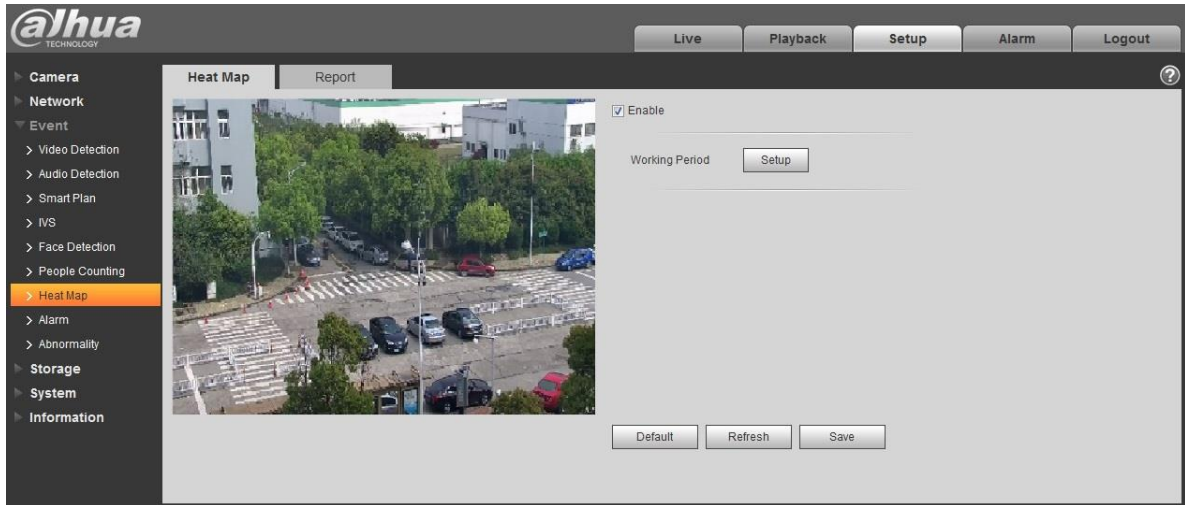 alhua
TECHNOLOGY
Live
Playback
Setup
Alarm
Logout
Camera
Network
Event
Video Detection
Audio Detection
Smart Plan
IVS
Face Detection
People Counting
Heat Map
Alarm
Abnormality
Storage
System
Information
Heat Map
Report
?
Enable
Working Period
Setup
Default
Refresh
Save